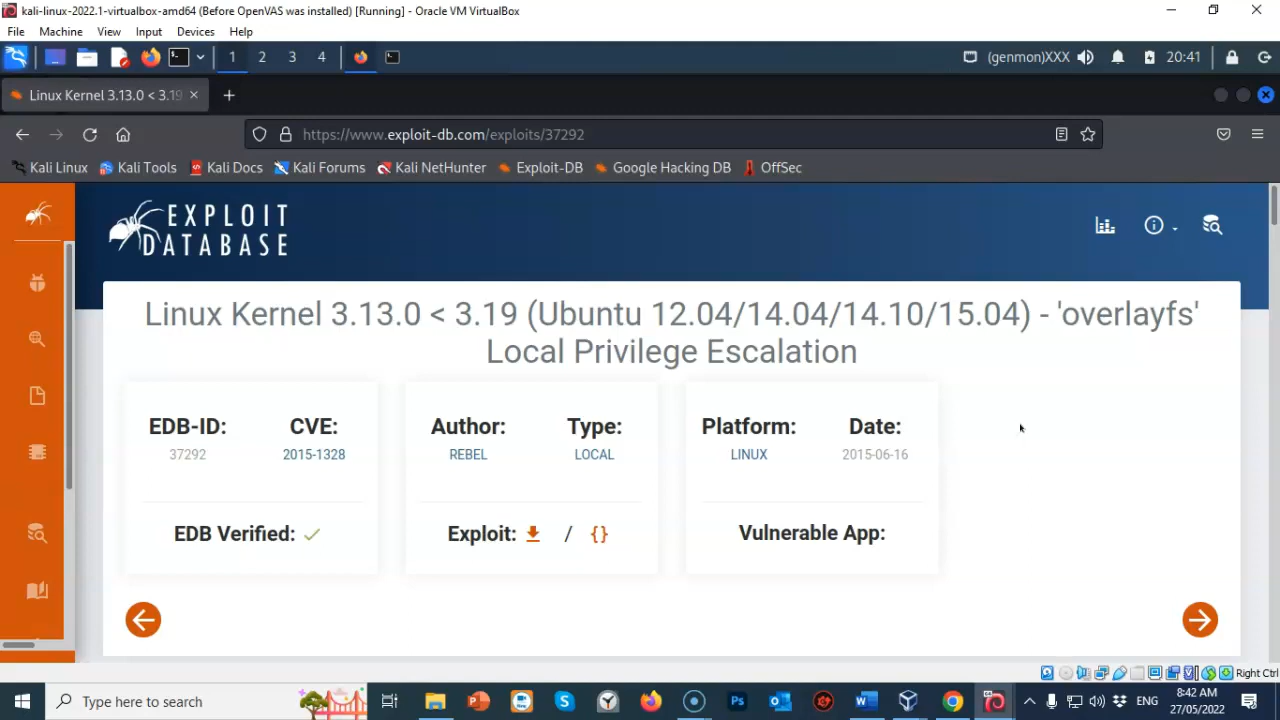 kali-linux-2022.1-virtualbox-amd64 (Before OpenVAS was installed) [Running] - Oracle VM VirtualBox
File Machine View Input Devices Help
1 2 3 4 (genmon)XXX 20:41
Linux Kernel 3.13.0 < 3.19
https://www.exploit-db.com/exploits/37292
Kali Linux Kali Tools Kali Docs Kali Forums Kali NetHunter Exploit-DB Google Hacking DB OffSec
EXPLOIT
DATABASE
Linux Kernel 3.13.0 < 3.19 (Ubuntu 12.04/14.04/14.10/15.04) - 'overlayfs'
Local Privilege Escalation
EDB-ID: CVE: Author: Type: Platform: Date:
37292 2015-1328 REBEL LOCAL LINUX 2015-06-16
EDB Verified: Exploit: / {} Vulnerable App:
Right Ctrl
Type here to search ENG 8:42 AM
27/05/2022